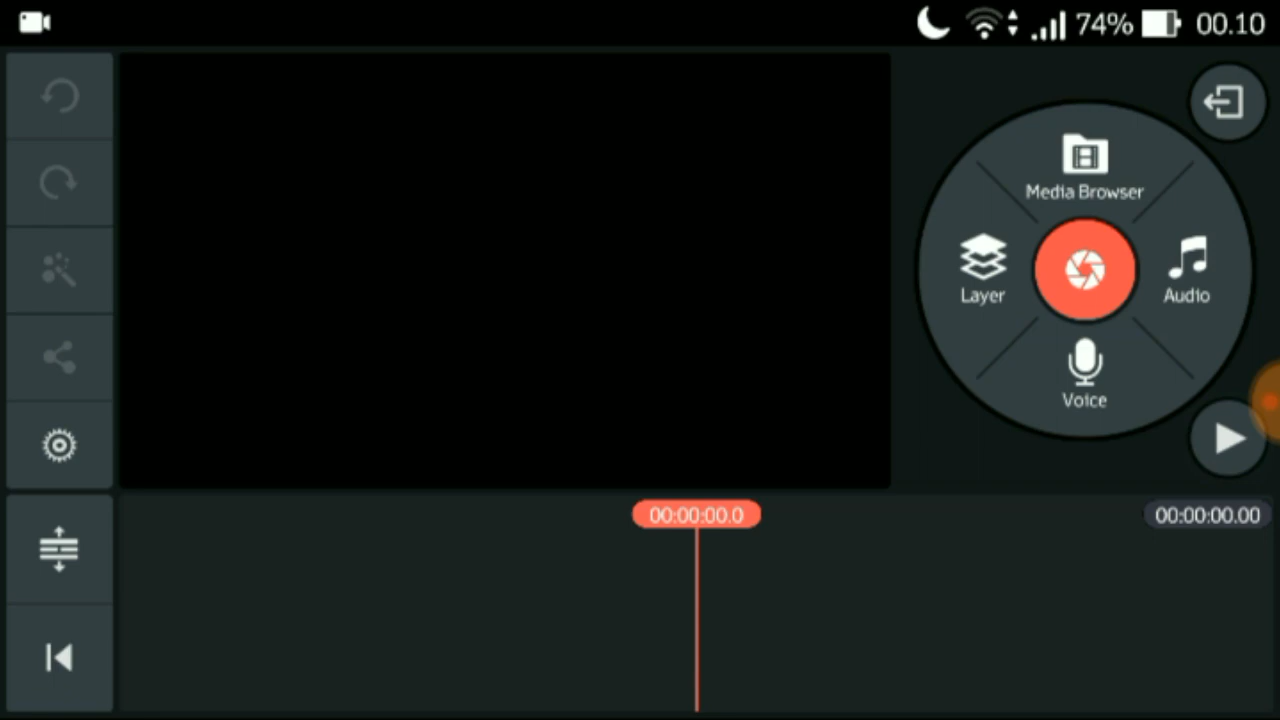 74% 00.10
Media Browser
Layer
Audio
Voice
00:00:00.0
00:00:00.00